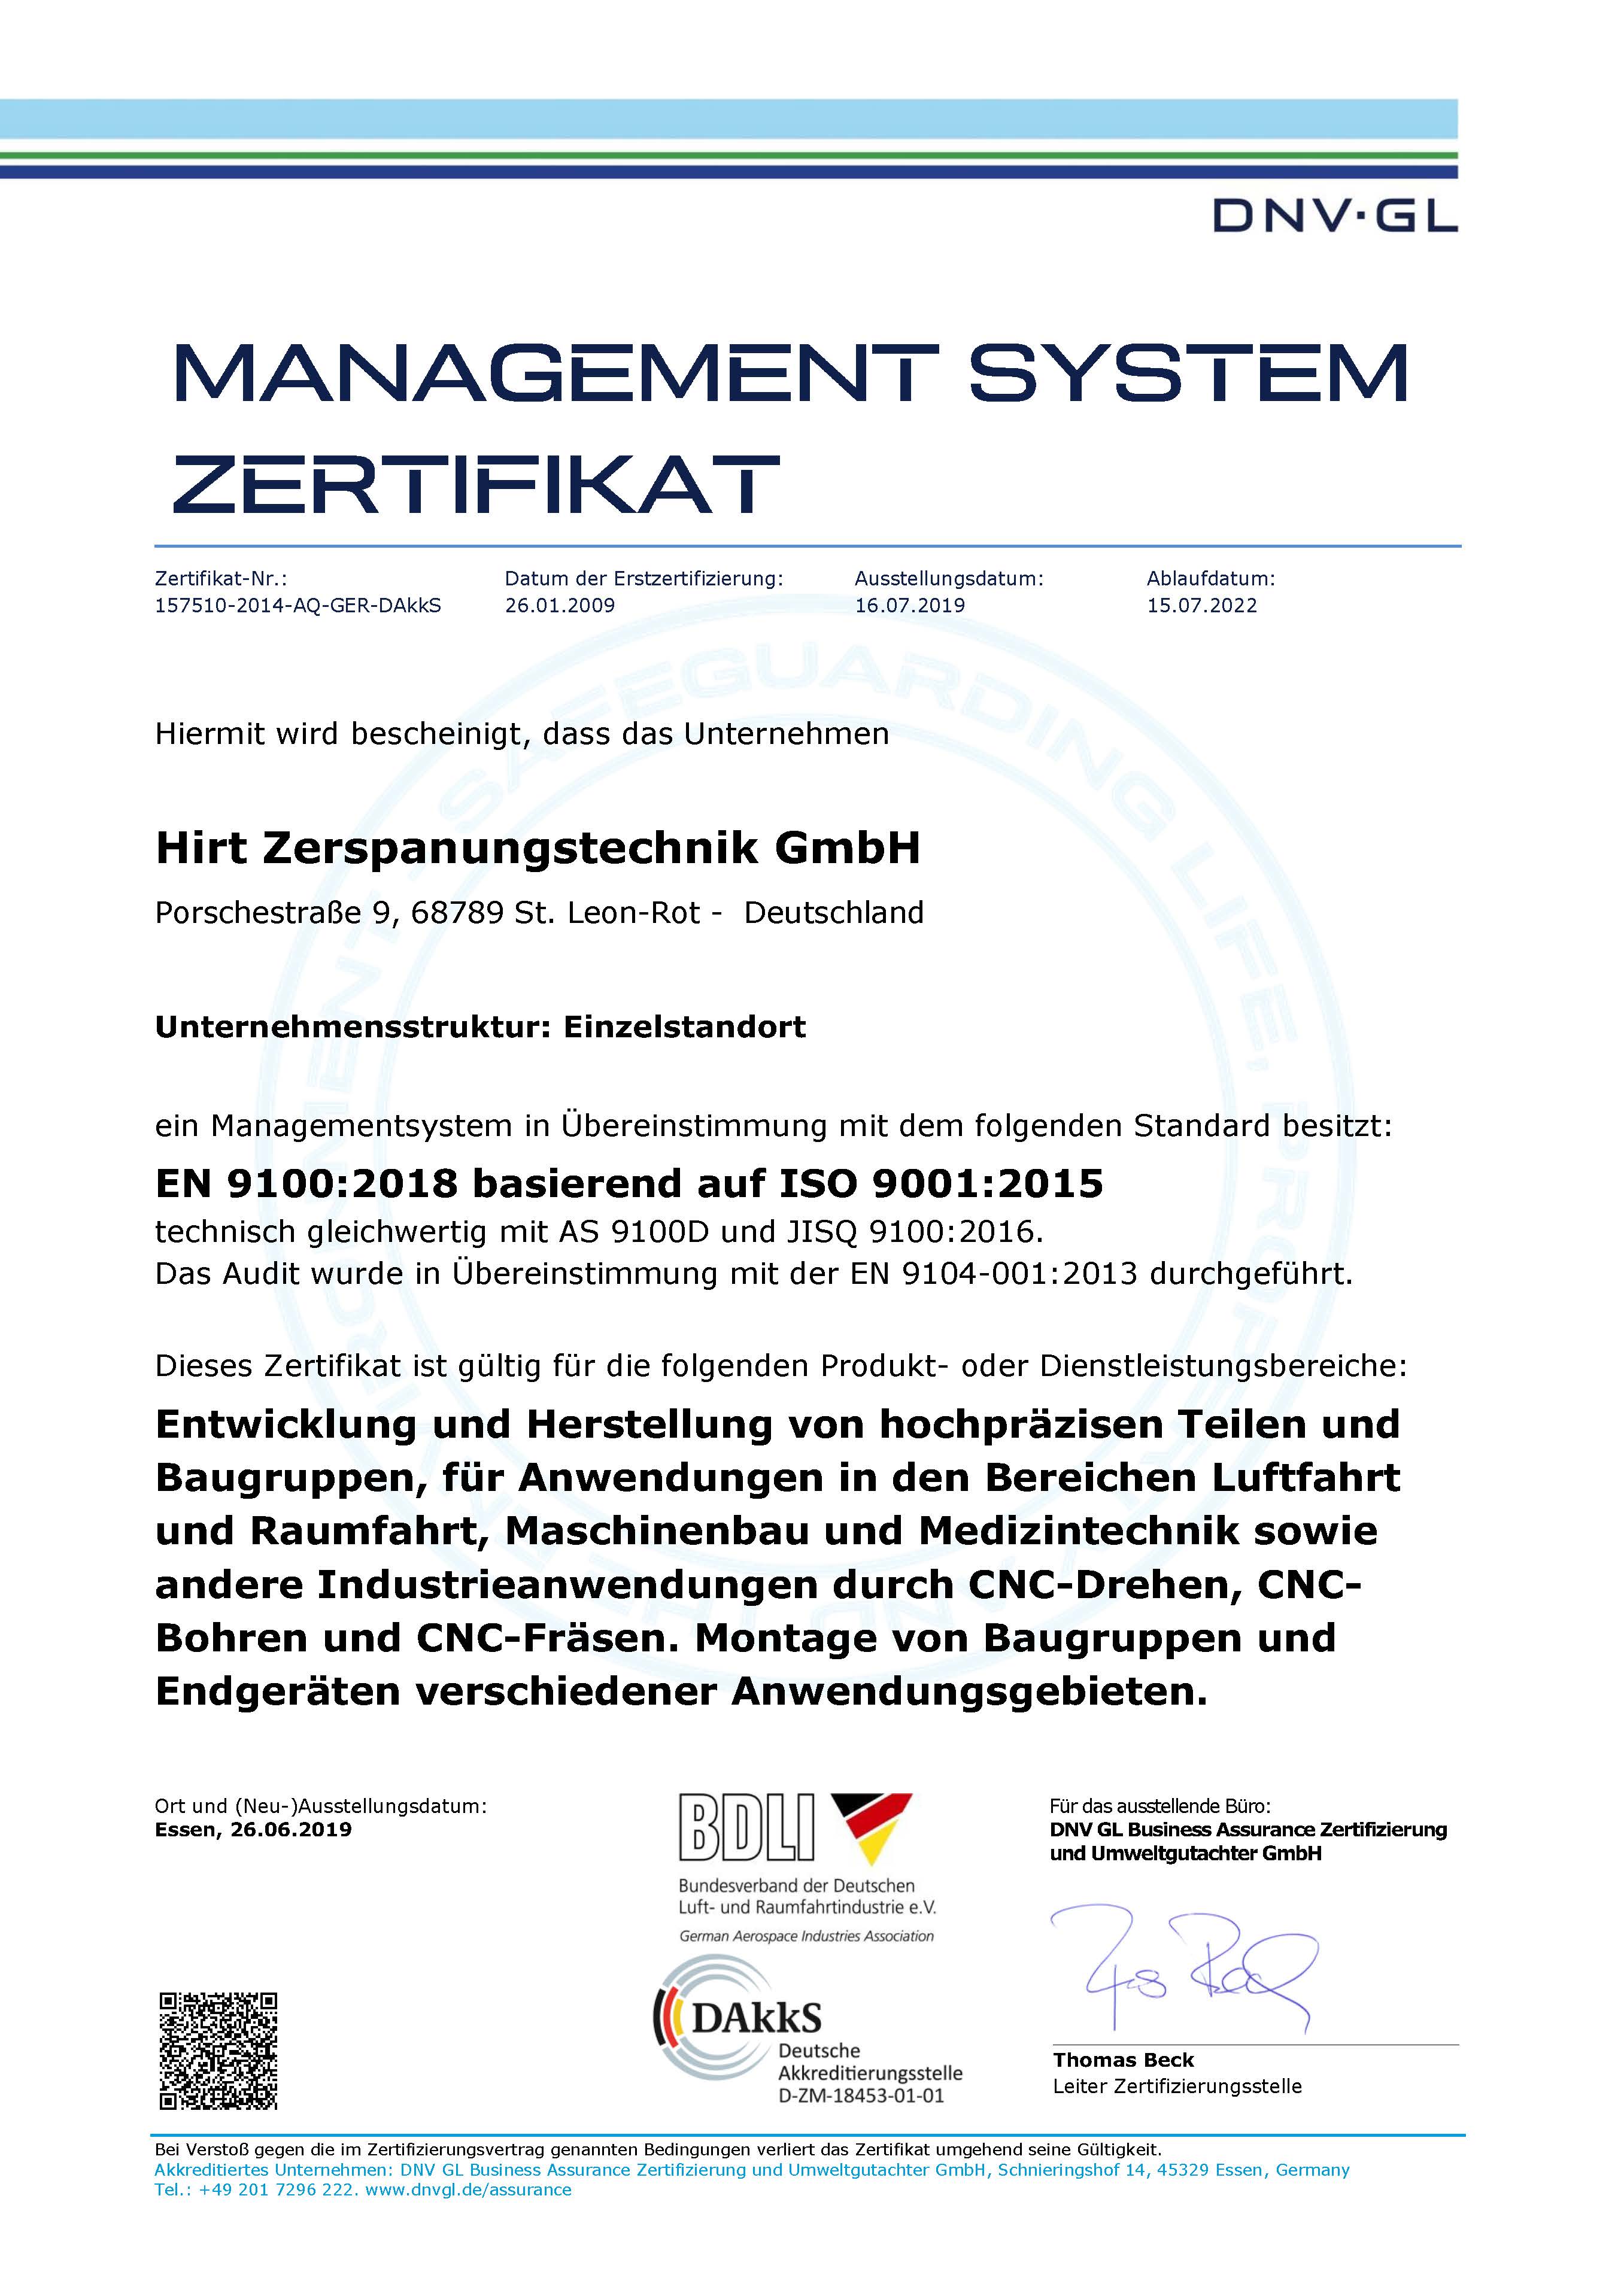 DNV·GL
MANAGEMENT SYSTEM
ZERTIFIKAT
Zertifikat-Nr.:
157510-2014-AQ-GER-DAkkS
Datum der Erstzertifizierung:
26.01.2009
Ausstellungsdatum:
16.07.2019
Ablaufdatum:
15.07.2022
Hiermit wird bescheinigt, dass das Unternehmen
Hirt Zerspanungstechnik GmbH
Porschestraße 9, 68789 St. Leon-Rot -  Deutschland
Unternehmensstruktur: Einzelstandort
ein Managementsystem in Übereinstimmung mit dem folgenden Standard besitzt:
EN 9100:2018 basierend auf ISO 9001:2015
technisch gleichwertig mit AS 9100D und JISQ 9100:2016.
Das Audit wurde in Übereinstimmung mit der EN 9104-001:2013 durchgeführt.
Dieses Zertifikat ist gültig für die folgenden Produkt- oder Dienstleistungsbereiche:
Entwicklung und Herstellung von hochpräzisen Teilen und
Baugruppen, für Anwendungen in den Bereichen Luftfahrt
und Raumfahrt, Maschinenbau und Medizintechnik sowie
andere Industrieanwendungen durch CNC-Drehen, CNC-
Bohren und CNC-Fräsen. Montage von Baugruppen und
Endgeräten verschiedener Anwendungsgebieten.
SAFEGUARDING LIFE, PROPERTY AND THE ENVIRONMENT
Ort und (Neu-)Ausstellungsdatum:
Essen, 26.06.2019
BDLI
Bundesverband der Deutschen
Luft- und Raumfahrtindustrie e.V.
German Aerospace Industries Association
DAkkS
Deutsche
Akkreditierungsstelle
D-ZM-18453-01-01
Für das ausstellende Büro:
DNV GL Business Assurance Zertifizierung
und Umweltgutachter GmbH
Thomas Beck
Leiter Zertifizierungsstelle
Bei Verstoß gegen die im Zertifizierungsvertrag genannten Bedingungen verliert das Zertifikat umgehend seine Gültigkeit.
Akkreditiertes Unternehmen: DNV GL Business Assurance Zertifizierung und Umweltgutachter GmbH, Schnieringshof 14, 45329 Essen, Germany
Tel.: +49 201 7296 222. www.dnvgl.de/assurance